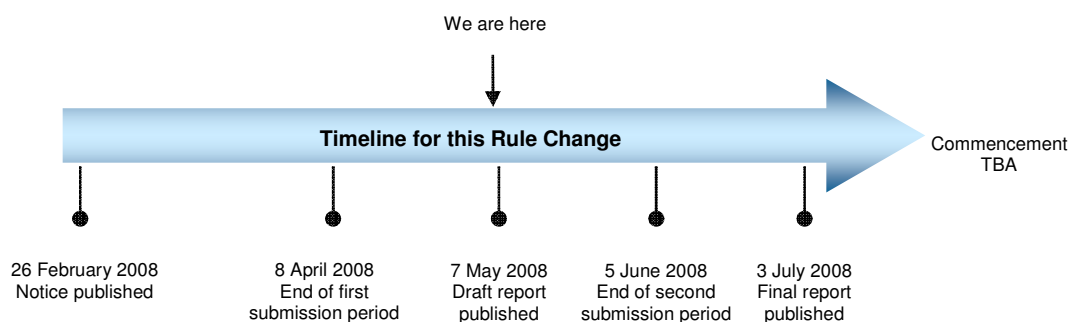 We are here
Timeline for this Rule Change
Commencement
TBA
26 February 2008
Notice published
8 April 2008
End of first
submission period
7 May 2008
Draft report
published
5 June 2008
End of second
submission period
3 July 2008
Final report
published